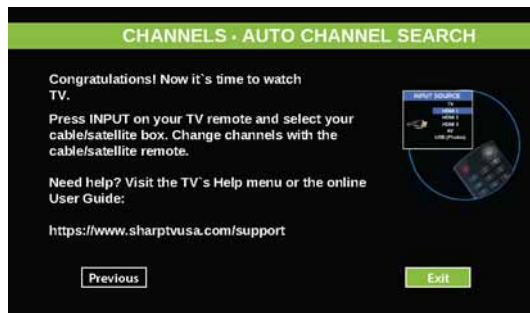 CHANNELS - AUTO CHANNEL SEARCH
Congratulations! Now it`s time to watch
TV.
Press INPUT on your TV remote and select your
cable/satellite box. Change channels with the
cable/satellite remote.
Need help? Visit the TV`s Help menu or the online
User Guide:
https://www.sharptvusa.com/support
INPUT SOURCE
TV
HDMI 1
HDMI 2
HDMI 3
AV
USB (Photos)
Previous
Exit